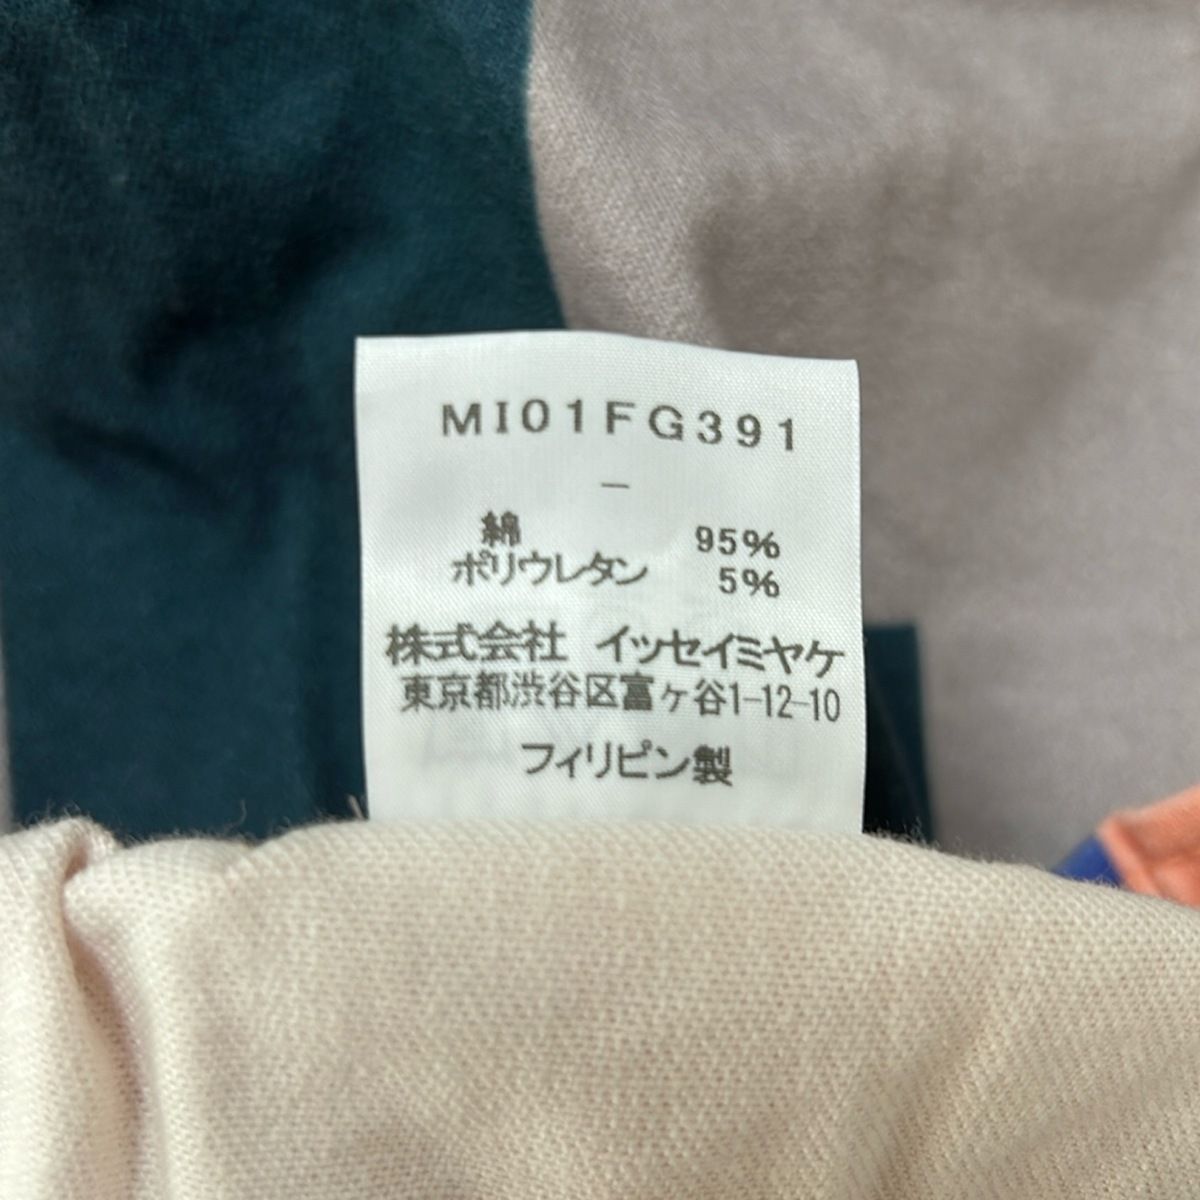 MI01FG391
－
綿 95%
ポリウレタン 5%
株式会社 イッセイミヤケ
東京都渋谷区富ヶ谷1-12-10
フィリピン製